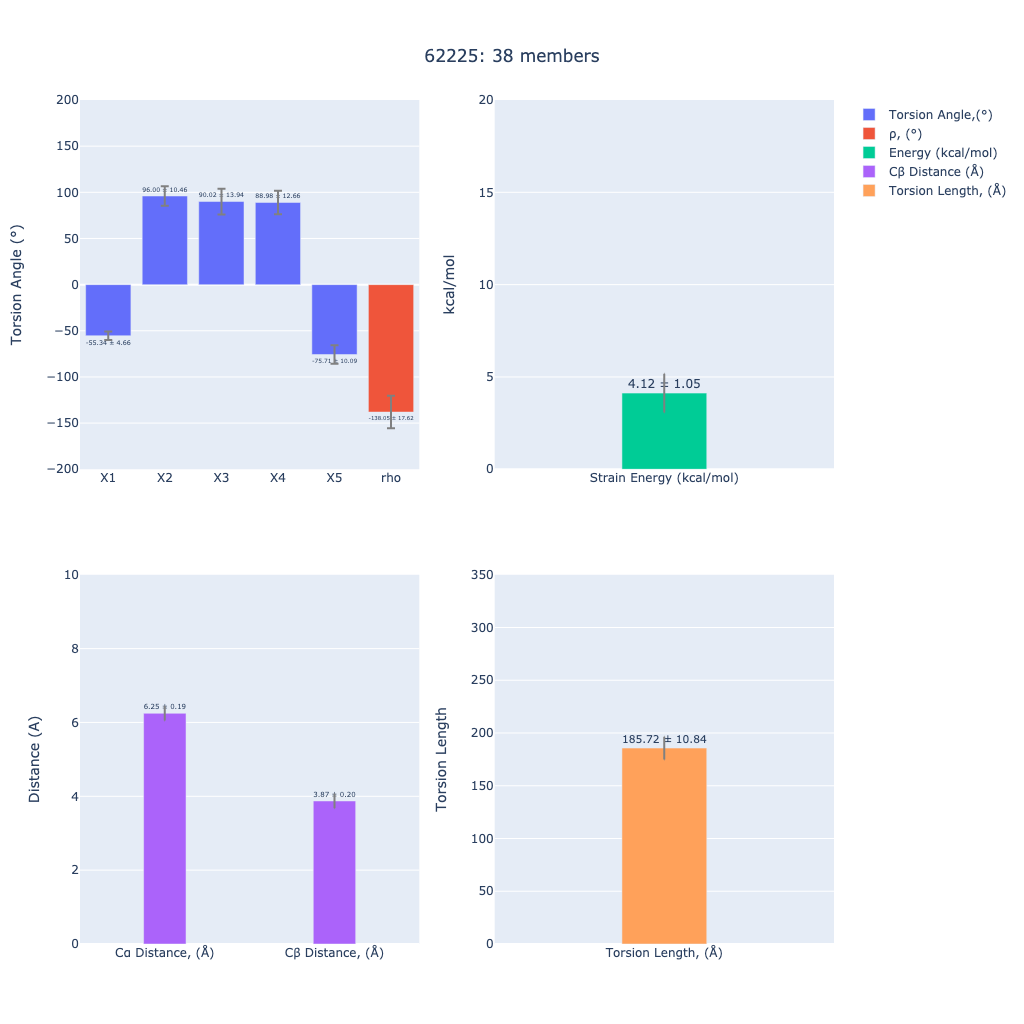 62225: 38 members
Torsion Angle (°)
200
150
100
50
0
−50
−100
−150
−200
96.00 ± 10.46
90.02 ± 13.94
88.98 ± 12.66
-55.34 ± 4.66
-75.71 ± 10.09
-138.05 ± 17.62
X1 X2 X3 X4 X5 rho
kcal/mol
20
15
10
5
0
4.12 ± 1.05
Strain Energy (kcal/mol)
Torsion Angle,(°)
ρ, (°)
Energy (kcal/mol)
Cβ Distance (Å)
Torsion Length, (Å)
Distance (A)
10
8
6
4
2
0
6.25 ± 0.19
3.87 ± 0.20
Cα Distance, (Å) Cβ Distance, (Å)
Torsion Length
350
300
250
200
150
100
50
0
185.72 ± 10.84
Torsion Length, (Å)